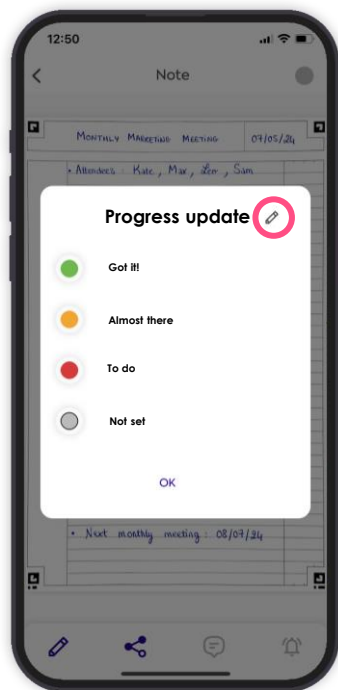 12:50
Note
MONTHLY MARKETING MEETING 07/05/24
• Attendees : Kate, Max, Leo, Sam
Progress update
Got it!
Almost there
To do
Not set
OK
• Next monthly meeting : 08/07/24